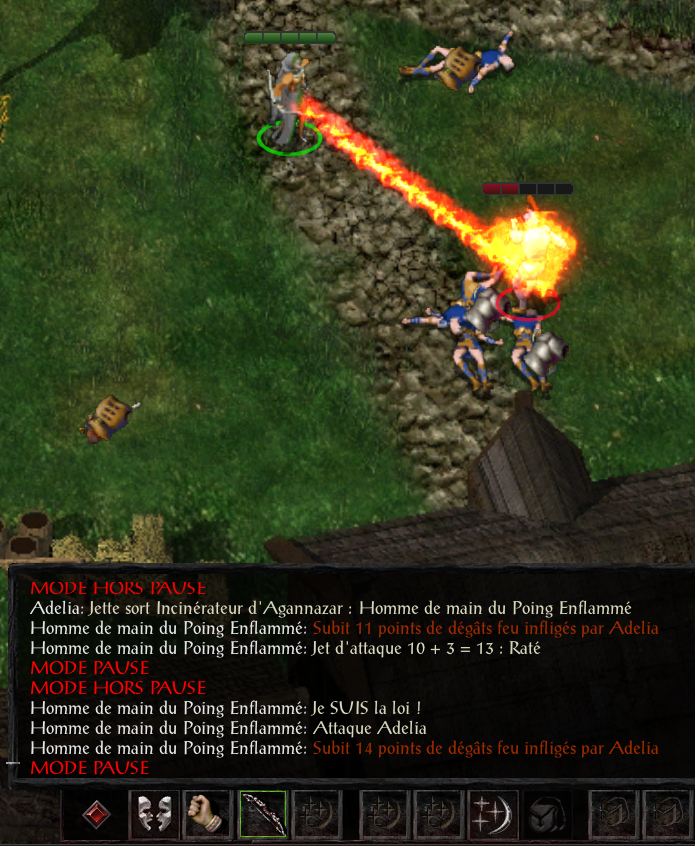 MODE HORS PAUSE
Adelia: Jette sort Incinérateur d'Agannazar : Homme de main du Poing Enflammé
Homme de main du Poing Enflammé: Subit 11 points de dégâts feu infligés par Adelia
Homme de main du Poing Enflammé: Jet d'attaque 10 + 3 = 13 : Raté
MODE PAUSE
MODE HORS PAUSE
Homme de main du Poing Enflammé: Je SUIS la loi !
Homme de main du Poing Enflammé: Attaque Adelia
Homme de main du Poing Enflammé: Subit 14 points de dégâts feu infligés par Adelia
MODE PAUSE